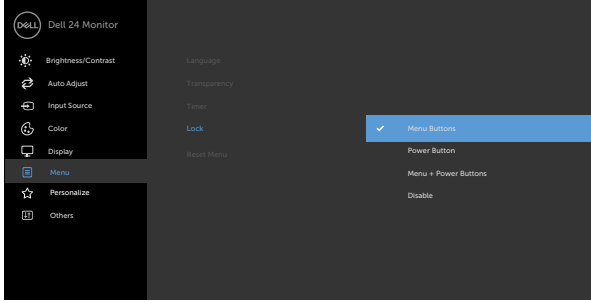 DELL Dell 24 Monitor
Brightness/Contrast
Auto Adjust
Input Source
Color
Display
Menu
Personalize
Others
Language
Transparency
Timer
Lock
Reset Menu
Menu Buttons
Power Button
Menu + Power Buttons
Disable